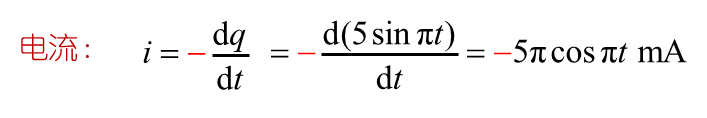 电流： i = −dq/dt = −d(5 sin πt)/dt = −5π cos πt mA